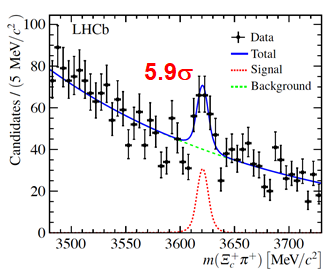 LHCb
Data
Total
Signal
Background
5.9σ
Candidates / (5 MeV/c²)
100
80
60
40
20
0
3500 3550 3600 3650 3700
m(Ξ⁺c π⁺) [MeV/c²]